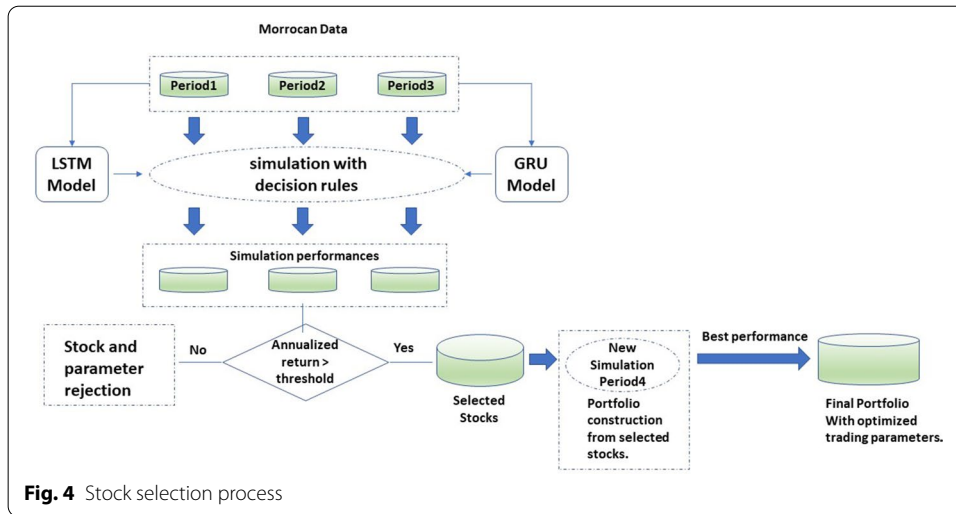 Morrocan Data
Period1
Period2
Period3
LSTM
Model
simulation with
decision rules
GRU
Model
Simulation performances
Stock and
parameter
rejection
No
Annualized
return >
threshold
Yes
Selected
Stocks
New
Simulation
Period4
Portfolio
construction
from selected
stocks.
Best performance
Final Portfolio
With optimized
trading parameters.
Fig. 4 Stock selection process